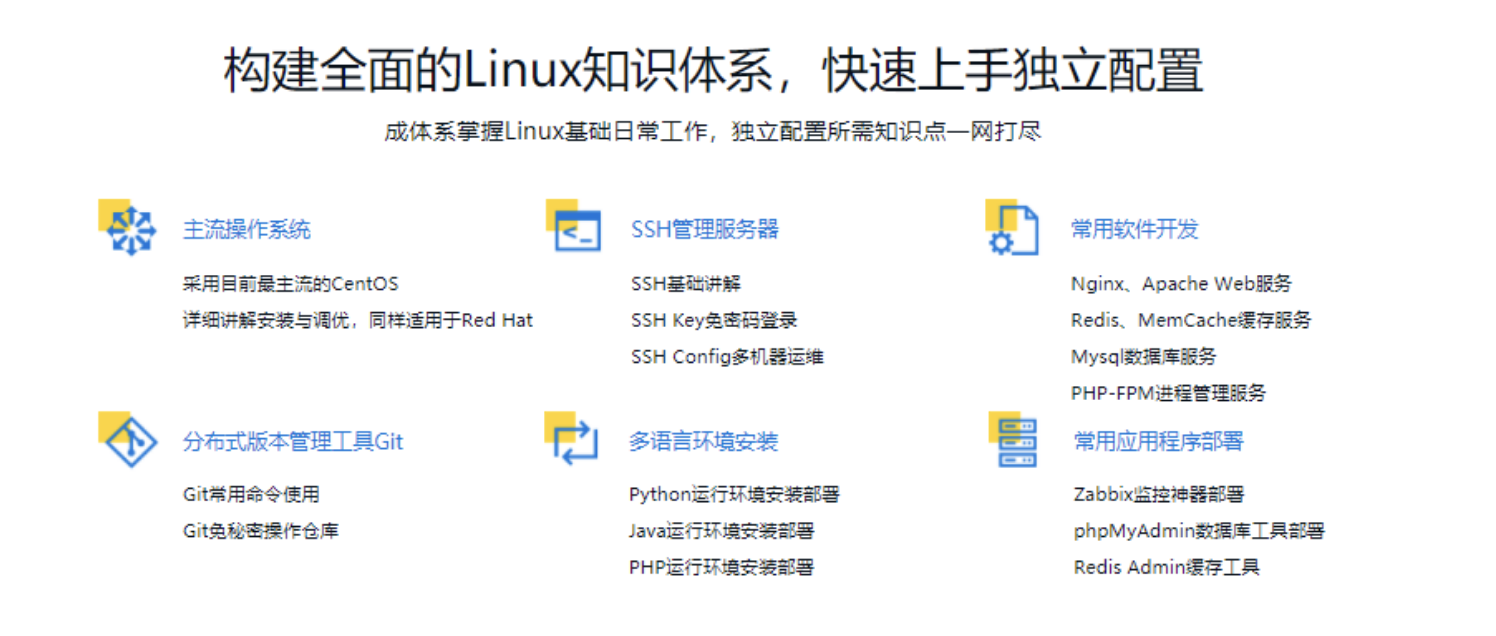 构建全面的Linux知识体系，快速上手独立配置
成体系掌握Linux基础日常工作，独立配置所需知识点一网打尽
主流操作系统
采用目前最主流的CentOS
详细讲解安装与调优，同样适用于Red Hat
SSH管理服务器
SSH基础讲解
SSH Key免密码登录
SSH Config多机器运维
常用软件开发
Nginx、Apache Web服务
Redis、MemCache缓存服务
Mysql数据库服务
PHP-FPM进程管理服务
分布式版本管理工具Git
Git常用命令使用
Git免秘密操作仓库
多语言环境安装
Python运行环境安装部署
Java运行环境安装部署
PHP运行环境安装部署
常用应用程序部署
Zabbix监控神器部署
phpMyAdmin数据库工具部署
Redis Admin缓存工具